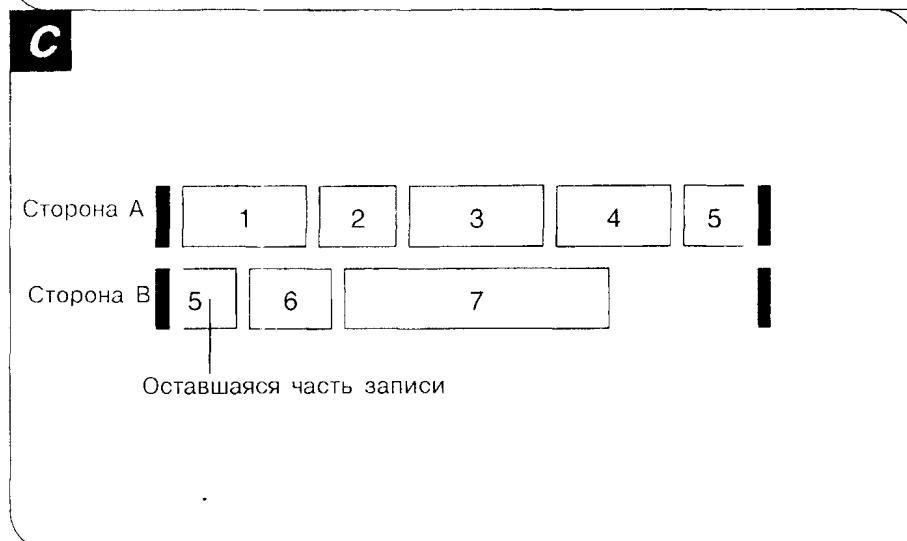 C
Сторона А 1 2 3 4 5
Сторона В 5 6 7
Оставшаяся часть записи